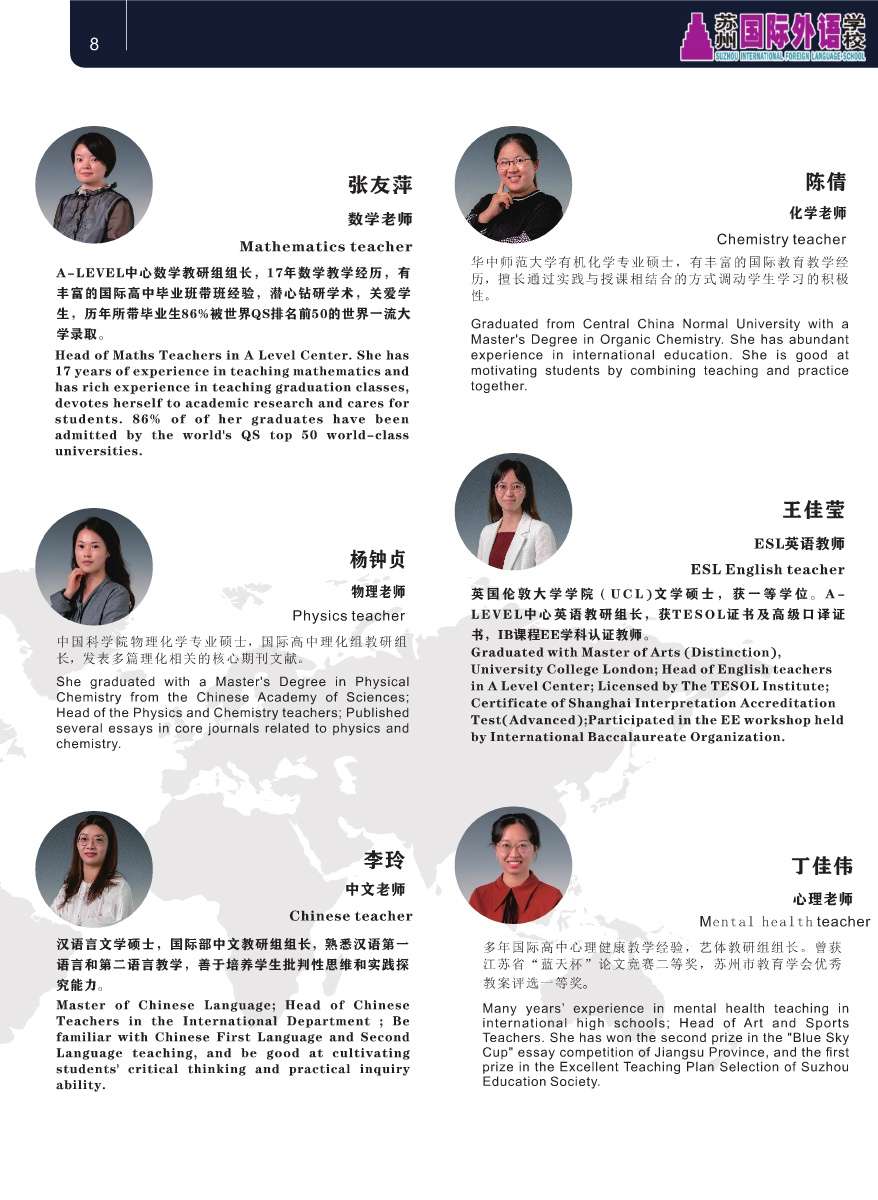 8
苏州国际外语学校
SUZHOU INTERNATIONAL FOREIGN LANGUAGE SCHOOL
张友萍
数学老师
Mathematics teacher
A-LEVEL中心数学教研组组长，17年数学教学经历，有
丰富的国际高中毕业班带班经验，潜心钻研学术，关爱学
生，历年所带毕业生86%被世界QS排名前50的世界一流大
学录取。
Head of Maths Teachers in A Level Center. She has
17 years of experience in teaching mathematics and
has rich experience in teaching graduation classes,
devotes herself to academic research and cares for
students. 86% of of her graduates have been
admitted by the world's QS top 50 world-class
universities.
杨钟贞
物理老师
Physics teacher
中国科学院物理化学专业硕士，国际高中理化组教研组
长，发表多篇理化相关的核心期刊文献。
She graduated with a Master's Degree in Physical
Chemistry from the Chinese Academy of Sciences;
Head of the Physics and Chemistry teachers; Published
several essays in core journals related to physics and
chemistry.
李玲
中文老师
Chinese teacher
汉语言文学硕士，国际部中文教研组组长，熟悉汉语第一
语言和第二语言教学，善于培养学生批判性思维和实践探
究能力。
Master of Chinese Language; Head of Chinese
Teachers in the International Department ; Be
familiar with Chinese First Language and Second
Language teaching, and be good at cultivating
students' critical thinking and practical inquiry
ability.
陈倩
化学老师
Chemistry teacher
华中师范大学有机化学专业硕士，有丰富的国际教育教学经
历，擅长通过实践与授课相结合的方式调动学生学习的积极
性。
Graduated from Central China Normal University with a
Master's Degree in Organic Chemistry. She has abundant
experience in international education. She is good at
motivating students by combining teaching and practice
together.
王佳莹
ESL英语教师
ESL English teacher
英国伦敦大学学院（UCL)文学硕士，获一等学位。A-
LEVEL中心英语教研组长，获TESOL证书及高级口译证
书，IB课程EE学科认证教师。
Graduated with Master of Arts (Distinction),
University College London; Head of English teachers
in A Level Center; Licensed by The TESOL Institute;
Certificate of Shanghai Interpretation Accreditation
Test(Advanced);Participated in the EE workshop held
by International Baccalaureate Organization.
丁佳伟
心理老师
Mental health teacher
多年国际高中心理健康教学经验，艺体教研组组长。曾获
江苏省“蓝天杯”论文竞赛二等奖，苏州市教育学会优秀
教案评选一等奖。
Many years' experience in mental health teaching in
international high schools; Head of Art and Sports
Teachers. She has won the second prize in the "Blue Sky
Cup" essay competition of Jiangsu Province, and the first
prize in the Excellent Teaching Plan Selection of Suzhou
Education Society.